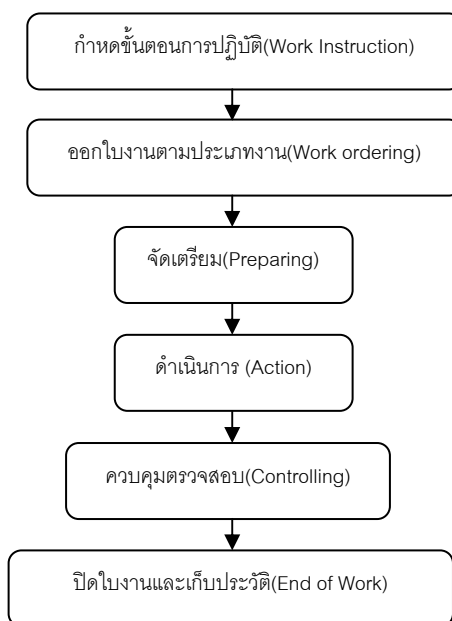 กำหดขั้นตอนการปฏิบัติ(Work Instruction)
ออกใบงานตามประเภทงาน(Work ordering)
จัดเตรียม(Preparing)
ดำเนินการ (Action)
ควบคุมตรวจสอบ(Controlling)
ปิดใบงานและเก็บประวัติ(End of Work)